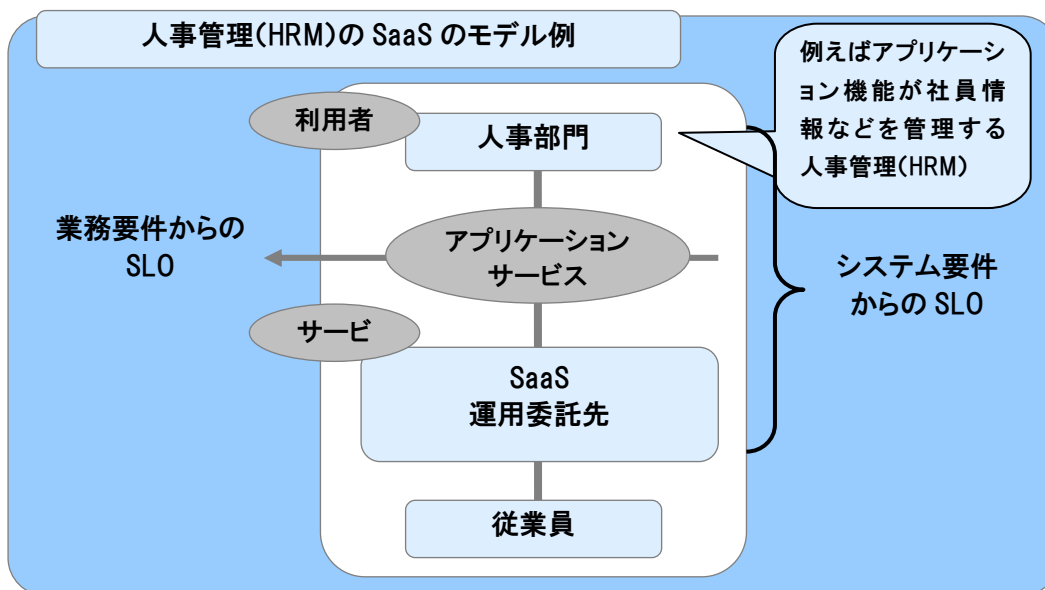 人事管理(HRM)の SaaS のモデル例
例えばアプリケーシ
ョン機能が社員情
報などを管理する
人事管理(HRM)
利用者
人事部門
業務要件からの
SLO
アプリケーション
サービス
システム要件
からの SLO
サービ
SaaS
運用委託先
従業員